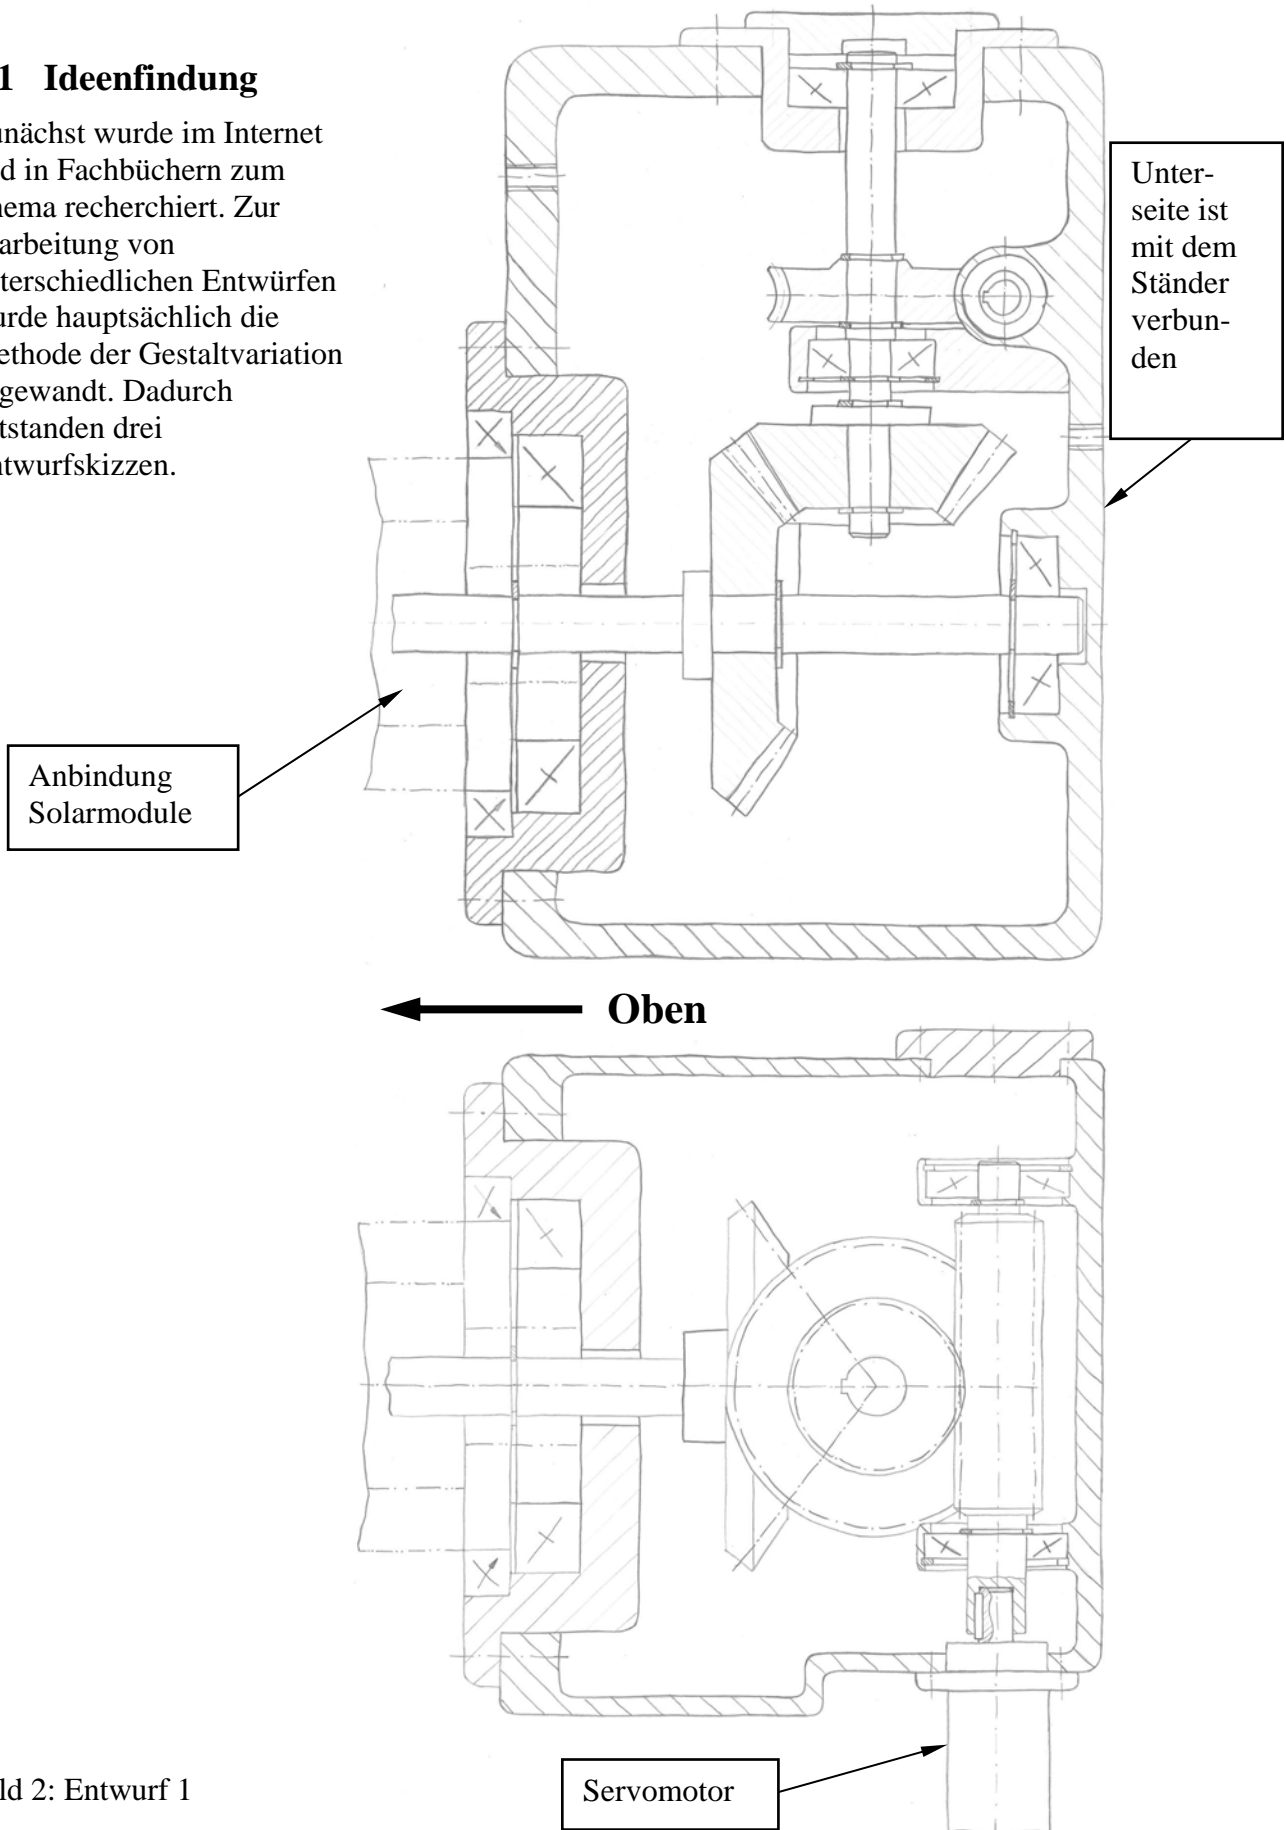 1 Ideenfindung
unächst wurde im Internet
d in Fachbüchern zum
ema recherchiert. Zur
arbeitung von
terschiedlichen Entwürfen
urde hauptsächlich die
ethode der Gestaltvariation
gewandt. Dadurch
tstanden drei
ntwurfskizzen.
Unter-
seite ist
mit dem
Ständer
verbun-
den
Anbindung
Solarmodule
Oben
Servomotor
ld 2: Entwurf 1